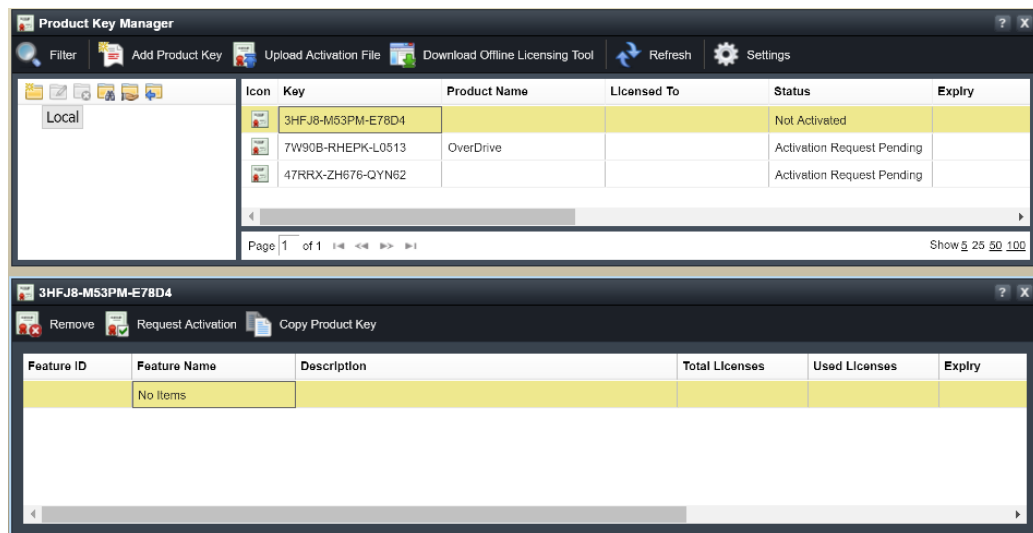 Product Key Manager ? X
Filter Add Product Key Upload Activation File Download Offline Licensing Tool Refresh Settings
Local
Icon Key Product Name Licensed To Status Expiry
3HFJ8-M53PM-E78D4 Not Activated
7W90B-RHEPK-L0513 OverDrive Activation Request Pending
47RRX-ZH676-QYN62 Activation Request Pending
Page 1 of 1 Show 5 25 50 100
3HFJ8-M53PM-E78D4 ? X
Remove Request Activation Copy Product Key
Feature ID Feature Name Description Total Licenses Used Licenses Expiry
No Items